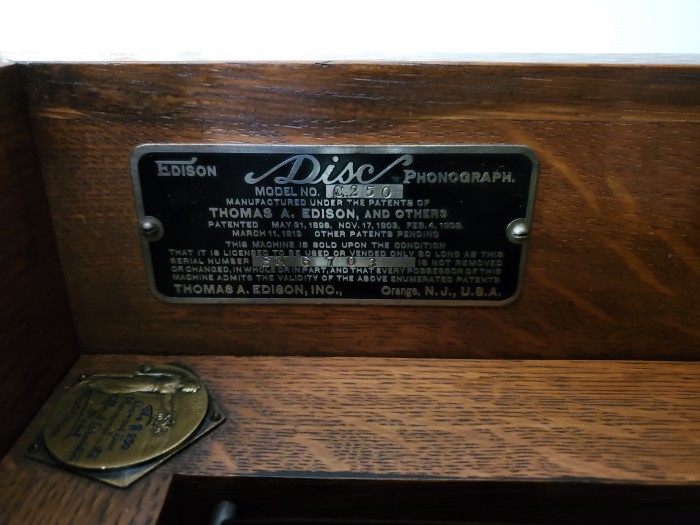 EDISON Disc PHONOGRAPH.
MODEL NO. C250
MANUFACTURED UNDER THE PATENTS OF
THOMAS A. EDISON, AND OTHERS
PATENTED MAY 31, 1898, NOV. 17, 1903, FEB. 4, 1908,
MARCH 11, 1913 OTHER PATENTS PENDING
THIS MACHINE IS SOLD UPON THE CONDITION
THAT IT IS LICENSED TO BE USED OR VENDED ONLY SO LONG AS THIS
SERIAL NUMBER IS NOT REMOVED
OR CHANGED, IN WHOLE OR IN PART, AND THAT EVERY POSSESSOR OF THIS
MACHINE ADMITS THE VALIDITY OF THE ABOVE ENUMERATED PATENTS.
THOMAS A. EDISON, INC., Orange, N. J., U.S.A.
The $250